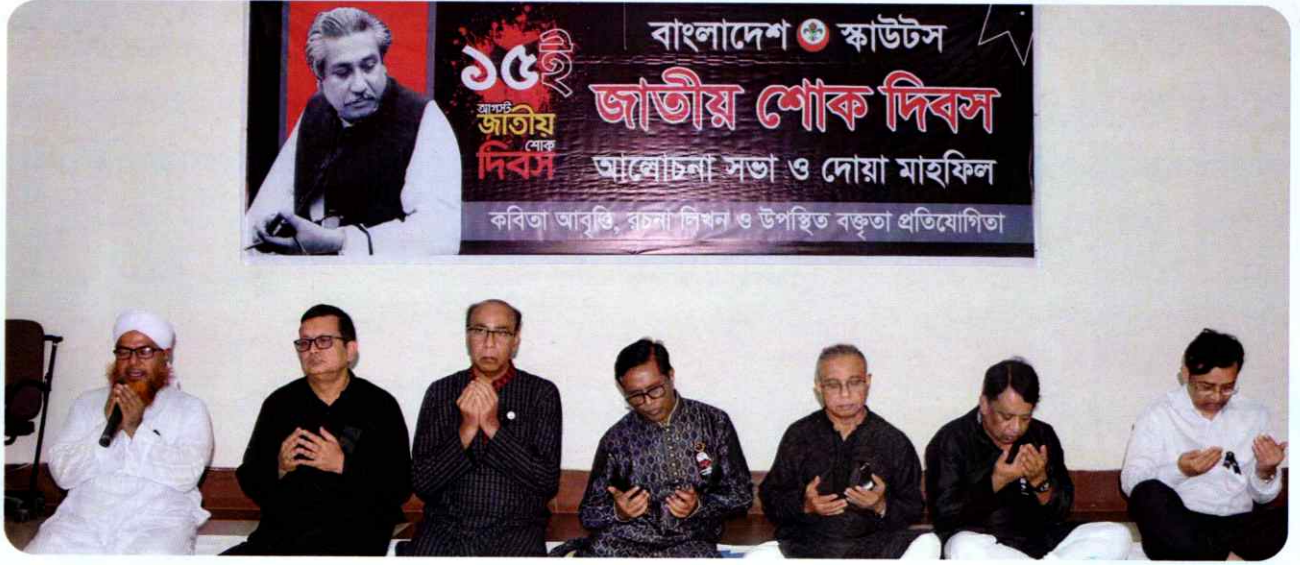 বাংলাদেশ স্কাউটস
১৫ই
আগস্ট
জাতীয়
শোক
দিবস
জাতীয় শোক দিবস
আলোচনা সভা ও দোয়া মাহফিল
কবিতা আবৃত্তি, রচনা লিখন ও উপস্থিত বক্তৃতা প্রতিযোগিতা